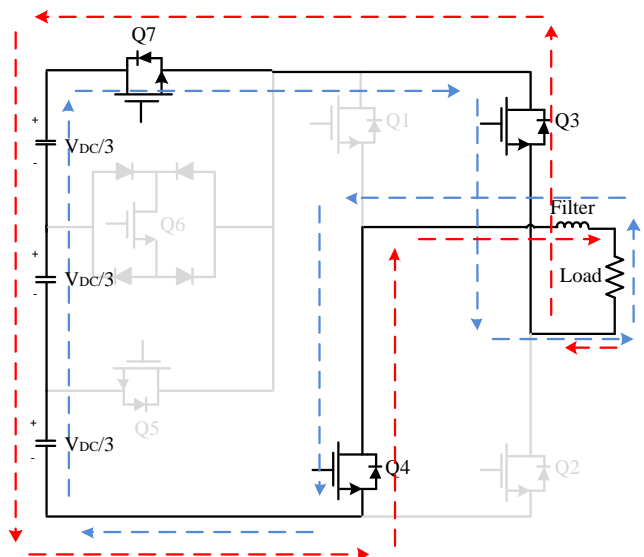 Q7
+
VDC/3
-
Q1
Q3
Filter
Q6
+
VDC/3
-
Load
Q5
+
VDC/3
-
Q4
Q2